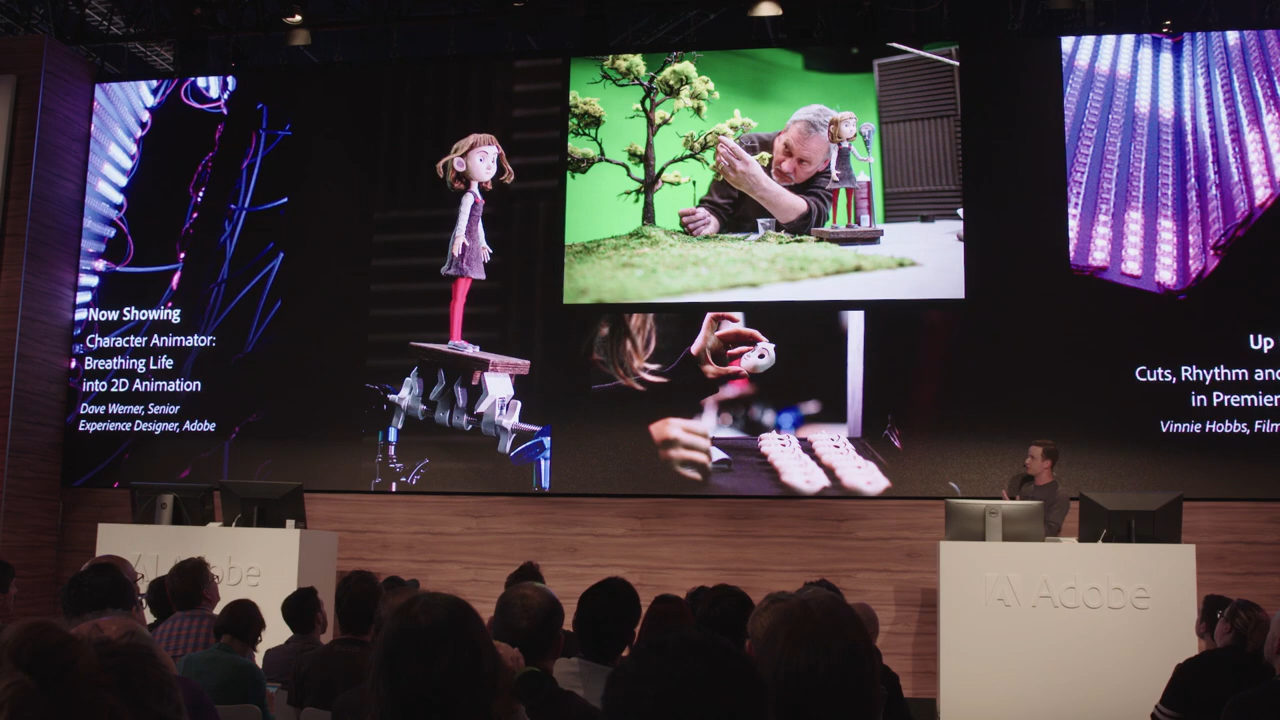 Now Showing
Character Animator:
Breathing Life
into 2D Animation
Dave Werner, Senior
Experience Designer, Adobe
Up
Cuts, Rhythm and
in Premier
Vinnie Hobbs, Film
Adobe
Adobe